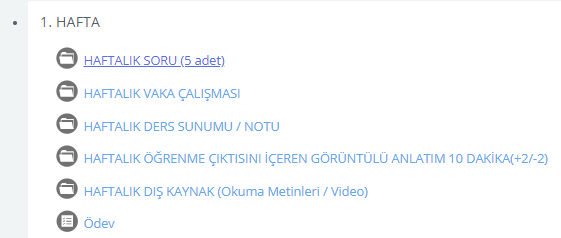 1. HAFTA
HAFTALIK SORU (5 adet)
HAFTALIK VAKA ÇALIŞMASI
HAFTALIK DERS SUNUMU / NOTU
HAFTALIK ÖĞRENME ÇIKTISINI İÇEREN GÖRÜNTÜLÜ ANLATIM 10 DAKİKA(+2/-2)
HAFTALIK DIŞ KAYNAK (Okuma Metinleri / Video)
Ödev